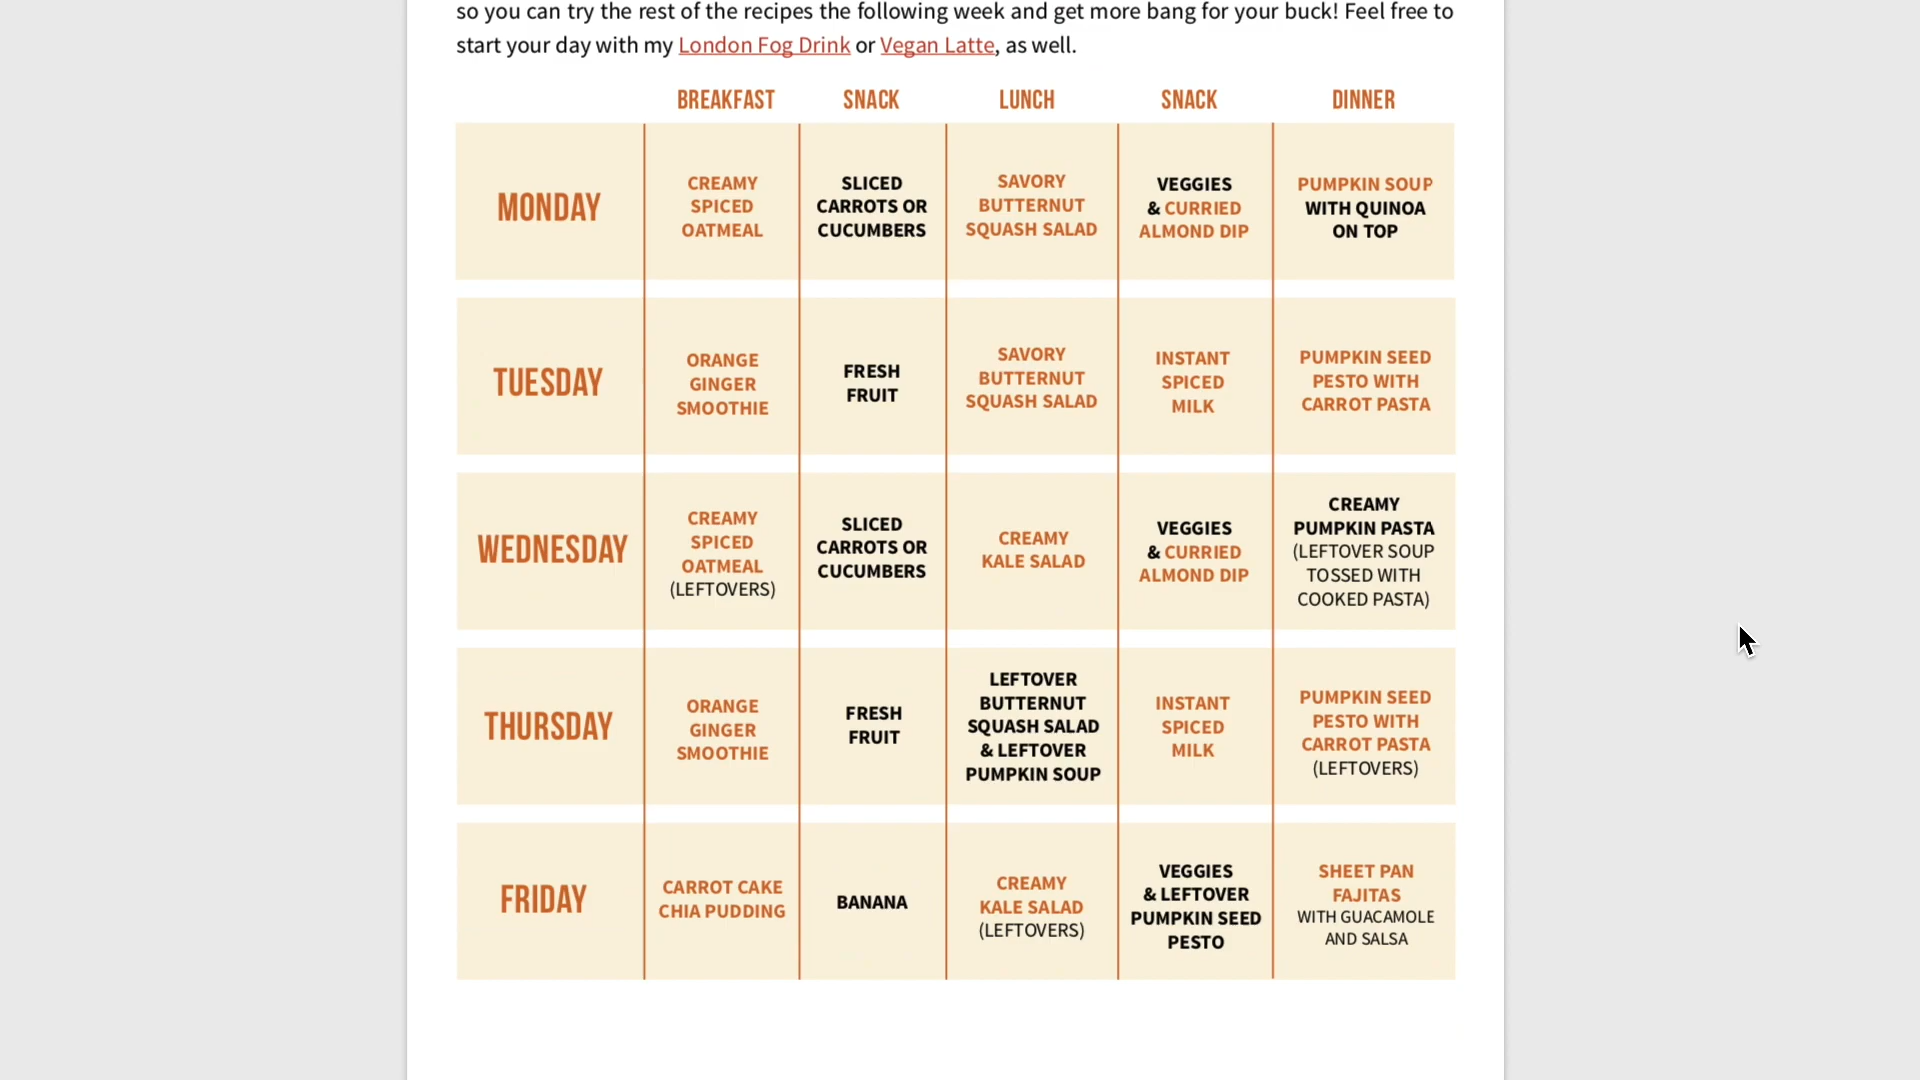 so you can try the rest of the recipes the following week and get more bang for your buck! Feel free to
start your day with my London Fog Drink or Vegan Latte, as well.
BREAKFAST SNACK LUNCH SNACK DINNER
MONDAY
CREAMY
SPICED
OATMEAL
SLICED
CARROTS OR
CUCUMBERS
SAVORY
BUTTERNUT
SQUASH SALAD
VEGGIES
& CURRIED
ALMOND DIP
PUMPKIN SOUP
WITH QUINOA
ON TOP
TUESDAY
ORANGE
GINGER
SMOOTHIE
FRESH
FRUIT
SAVORY
BUTTERNUT
SQUASH SALAD
INSTANT
SPICED
MILK
PUMPKIN SEED
PESTO WITH
CARROT PASTA
WEDNESDAY
CREAMY
SPICED
OATMEAL
(LEFTOVERS)
SLICED
CARROTS OR
CUCUMBERS
CREAMY
KALE SALAD
VEGGIES
& CURRIED
ALMOND DIP
CREAMY
PUMPKIN PASTA
(LEFTOVER SOUP
TOSSED WITH
COOKED PASTA)
THURSDAY
ORANGE
GINGER
SMOOTHIE
FRESH
FRUIT
LEFTOVER
BUTTERNUT
SQUASH SALAD
& LEFTOVER
PUMPKIN SOUP
INSTANT
SPICED
MILK
PUMPKIN SEED
PESTO WITH
CARROT PASTA
(LEFTOVERS)
FRIDAY
CARROT CAKE
CHIA PUDDING
BANANA
CREAMY
KALE SALAD
(LEFTOVERS)
VEGGIES
& LEFTOVER
PUMPKIN SEED
PESTO
SHEET PAN
FAJITAS
WITH GUACAMOLE
AND SALSA